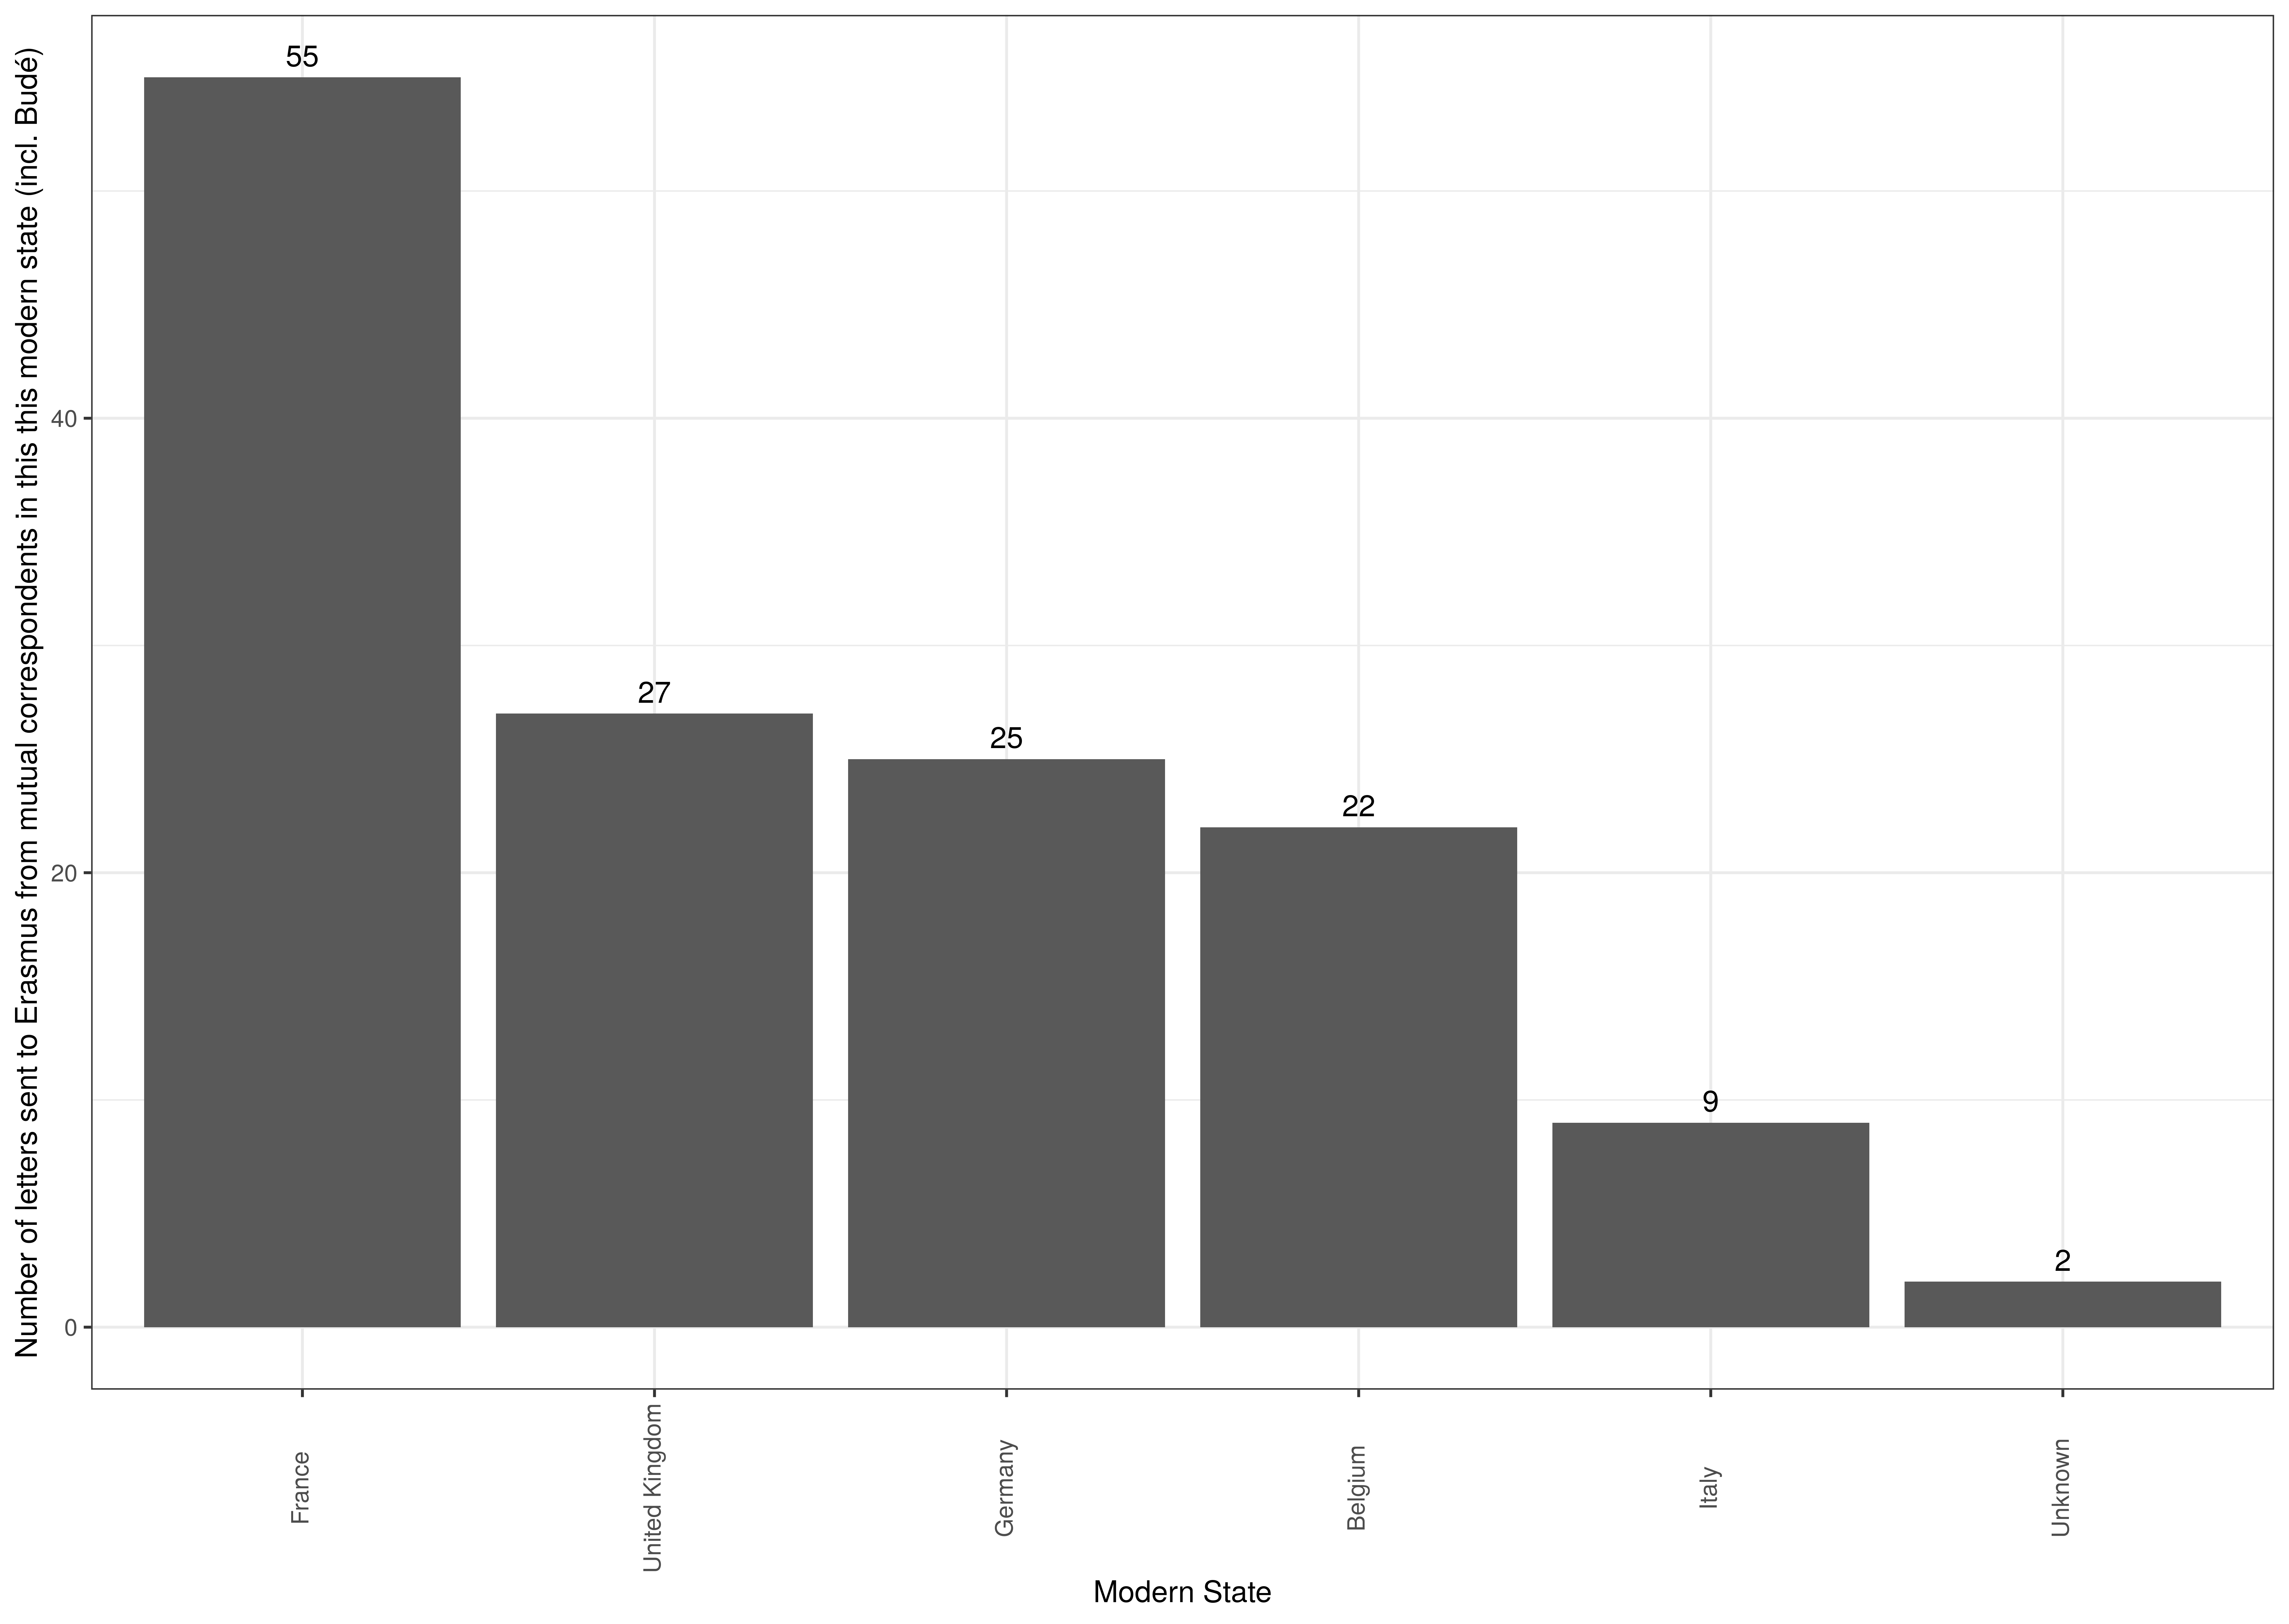 Number of letters sent to Erasmus from mutual correspondents in this this modern state (incl. Budé)
40
20
0
55
27
25
22
9
2
France
United Kingdom
Germany
Belgium
Italy
Unknown
Modern State